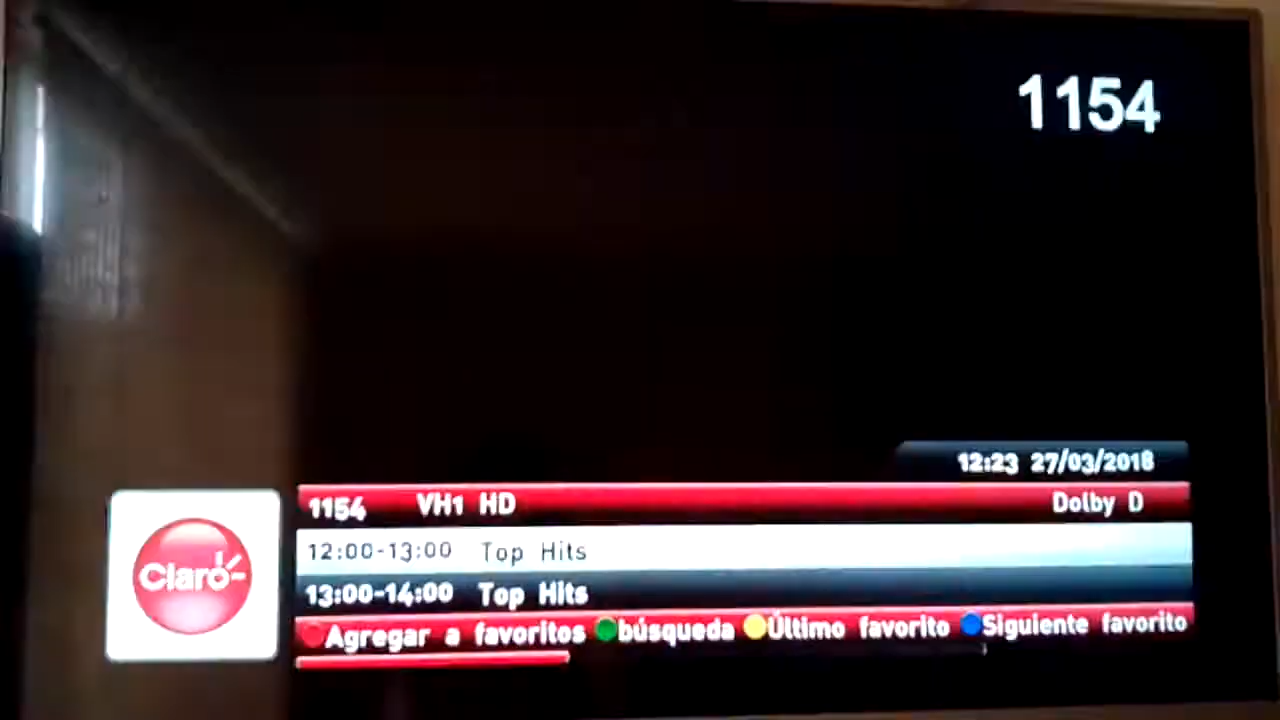 1154
12:23 27/03/2018
1154 VH1 HD Dolby D
12:00-13:00 Top Hits
Claro-
13:00-14:00 Top Hits
Agregar a favoritos búsqueda Último favorito Siguiente favorito